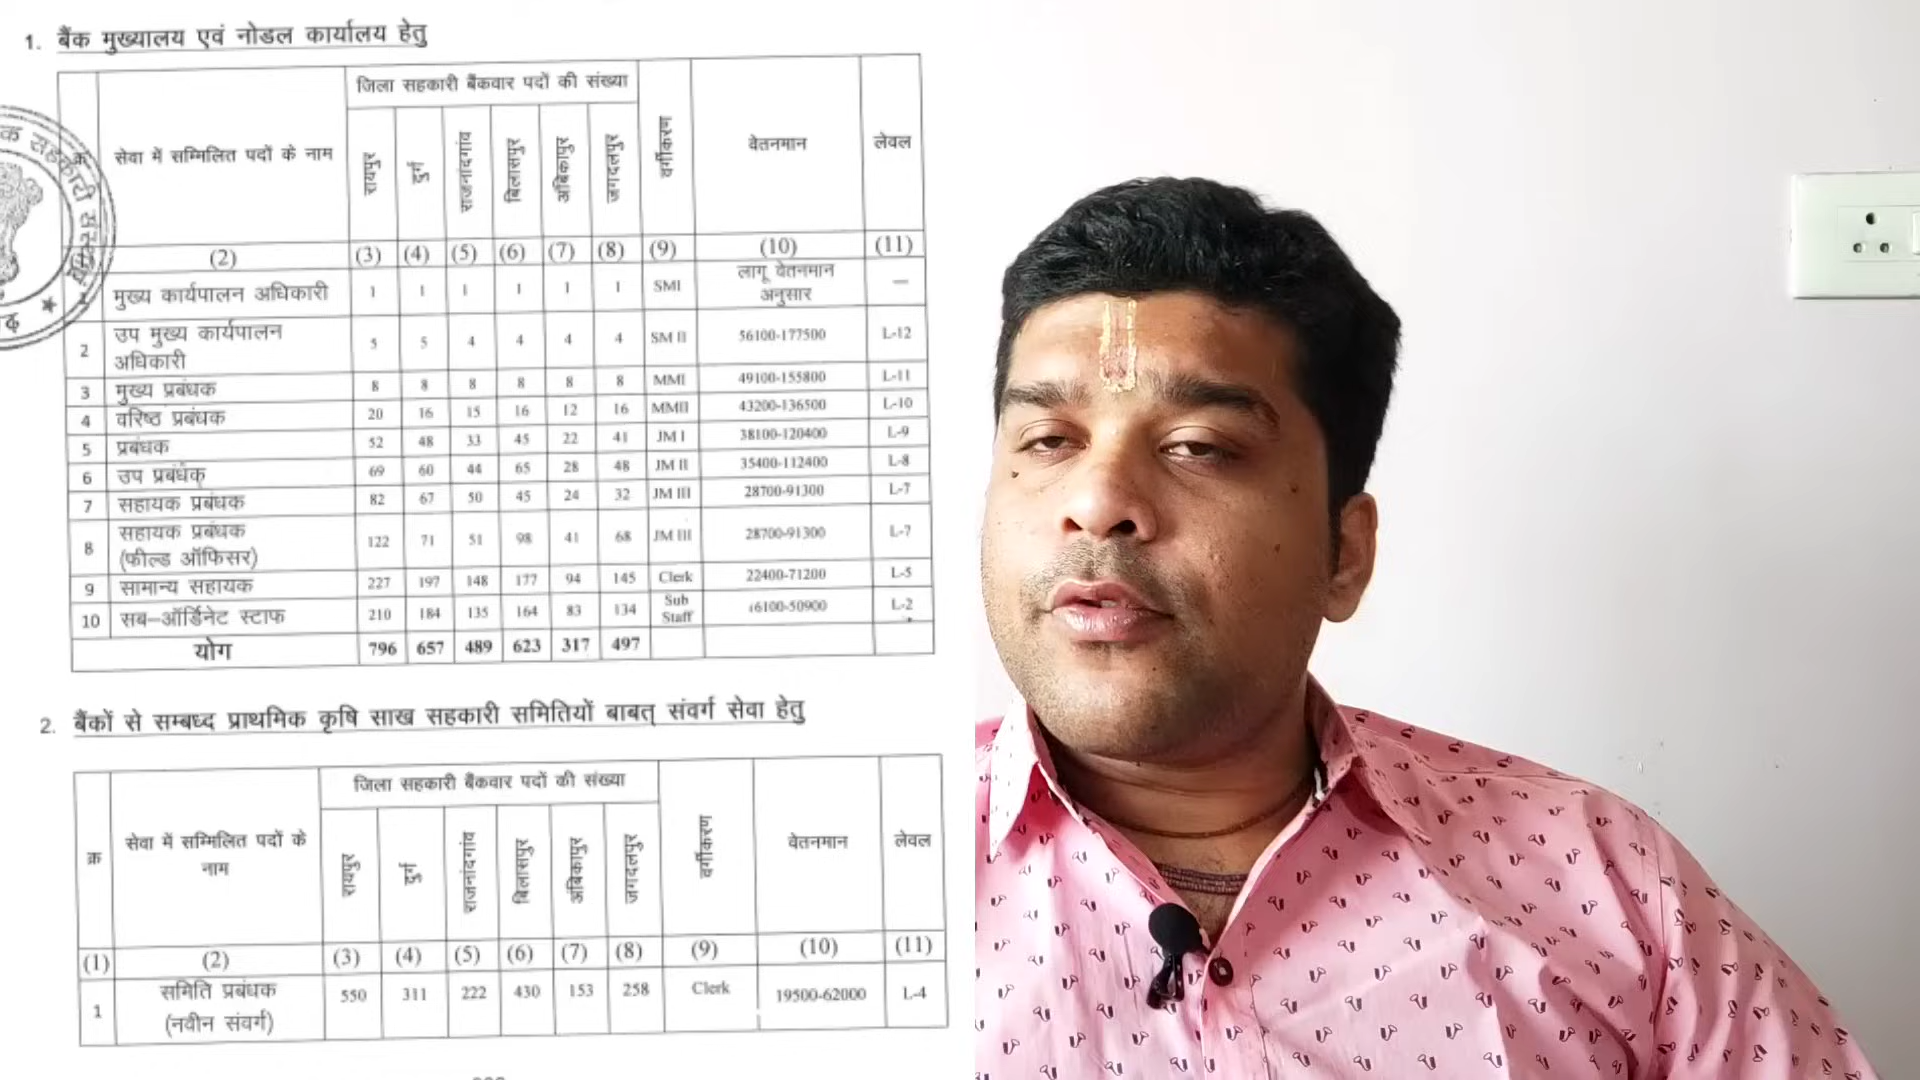 1. बैंक मुख्यालय एवं नोडल कार्यालय हेतु
क्र सेवा में सम्मिलित पदों के नाम जिला सहकारी बैंकवार पदों की संख्या वर्गीकरण वेतनमान लेवल
रायपुर दुर्ग राजनांदगांव बिलासपुर अंबिकापुर जगदलपुर
(2) (3) (4) (5) (6) (7) (8) (9) (10) (11)
मुख्य कार्यपालन अधिकारी 1 1 1 1 1 1 SMI लागू वेतनमान अनुसार —
2 उप मुख्य कार्यपालन अधिकारी 5 5 4 4 4 4 SM II 56100-177500 L-12
3 मुख्य प्रबंधक 8 8 8 8 8 8 MMI 49100-155800 L-11
4 वरिष्ठ प्रबंधक 20 16 15 16 12 16 MMII 43200-136500 L-10
5 प्रबंधक 52 48 33 45 22 41 JM I 38100-120400 L-9
6 उप प्रबंधक 69 60 44 65 28 48 JM II 35400-112400 L-8
7 सहायक प्रबंधक 82 67 50 45 24 32 JM III 28700-91300 L-7
8 सहायक प्रबंधक (फील्ड ऑफिसर) 122 71 51 98 41 68 JM III 28700-91300 L-7
9 सामान्य सहायक 227 197 148 177 94 145 Clerk 22400-71200 L-5
10 सब–ऑर्डिनेट स्टाफ 210 184 135 164 83 134 Sub Staff 16100-50900 L-2
योग 796 657 489 623 317 497
2. बैंकों से सम्बध्द प्राथमिक कृषि साख सहकारी समितियों बाबत् संवर्ग सेवा हेतु
क्र सेवा में सम्मिलित पदों के नाम जिला सहकारी बैंकवार पदों की संख्या वर्गीकरण वेतनमान लेवल
रायपुर दुर्ग राजनांदगांव बिलासपुर अंबिकापुर जगदलपुर
(1) (2) (3) (4) (5) (6) (7) (8) (9) (10) (11)
1 समिति प्रबंधक (नवीन संवर्ग) 550 311 222 430 153 258 Clerk 19500-62000 L-4